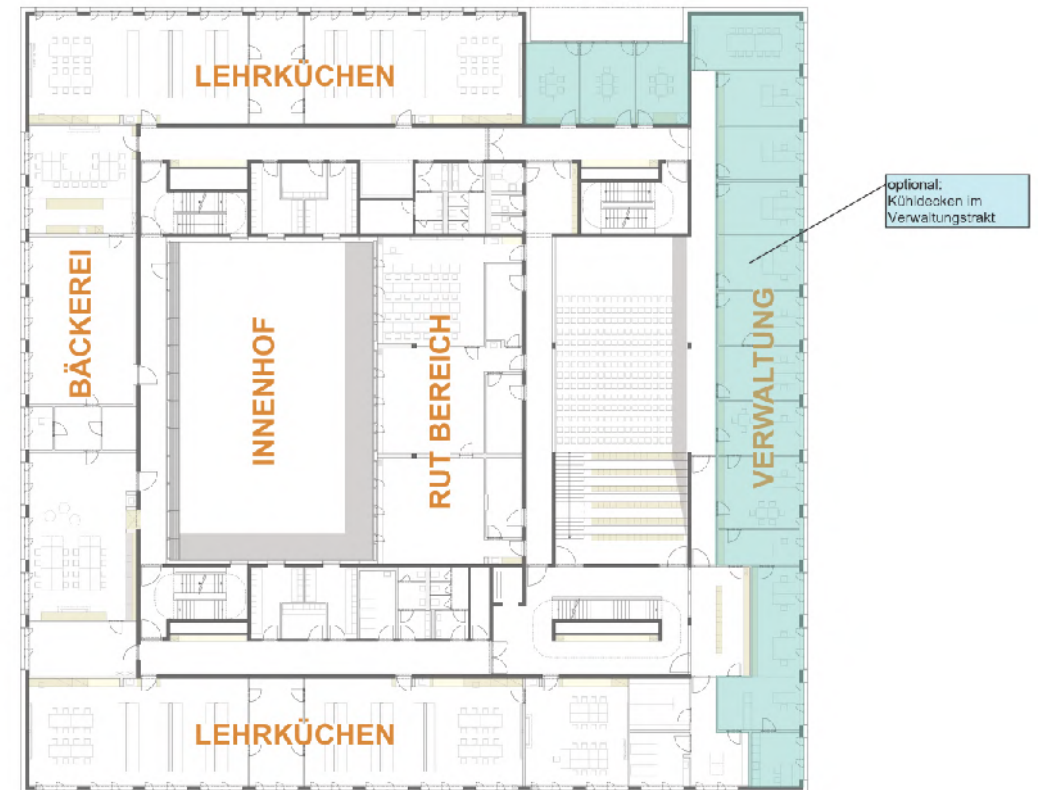 LEHRKÜCHEN
optional:
Kühldecken im
Verwaltungstrakt
BÄCKEREI
INNENHOF
RUT BEREICH
VERWALTUNG
LEHRKÜCHEN